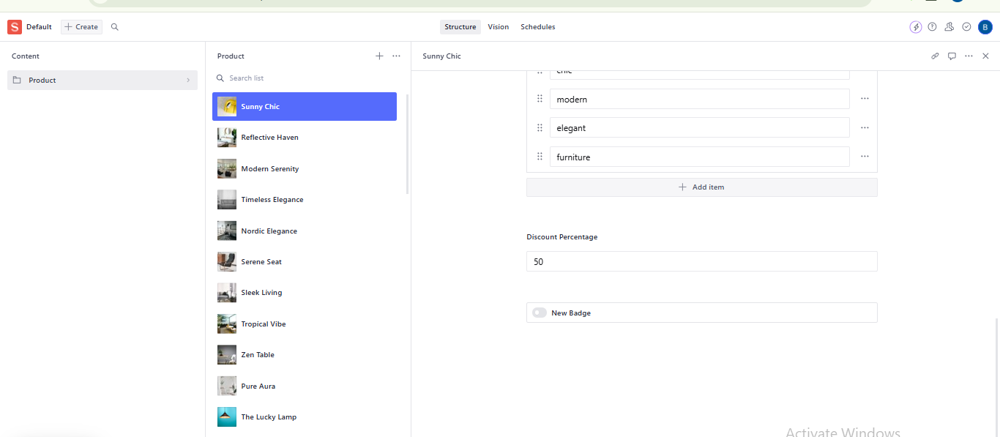 S Default Create Structure Vision Schedules B
Content
Product
Product
Search list
Sunny Chic
Reflective Haven
Modern Serenity
Timeless Elegance
Nordic Elegance
Serene Seat
Sleek Living
Tropical Vibe
Zen Table
Pure Aura
The Lucky Lamp
Sunny Chic
chic
modern
elegant
furniture
Add item
Discount Percentage
50
New Badge
Activate Windows